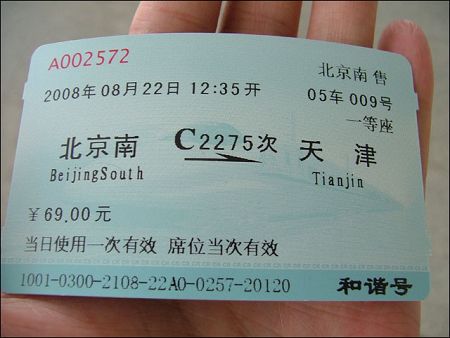 A002572
北京南 售
2008年08月22日 12:35开 05车 009号
一等座
北京南 C2275次 天津
BeijingSouth Tianjin
¥69.00元
当日使用一次有效 席位当次有效
1001-0300-2108-22A0-0257-20120 和谐号